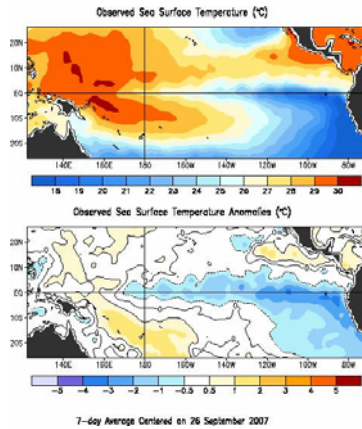 Observed Sea Surface Temperature (°C)
20N
10N
EQ
10S
20S
140E 160E 180 160W 140W 120W 100W 80W
18 19 20 21 22 23 24 25 26 27 28 29 30
Observed Sea Surface Temperature Anomalies (°C)
20N
10N
EQ
10S
20S
140E 160E 180 160W 140W 120W 100W 80W
-5 -4 -3 -2 -1 -0.5 0.5 1 2 3 4 5
7-day Average Centered on 26 September 2007